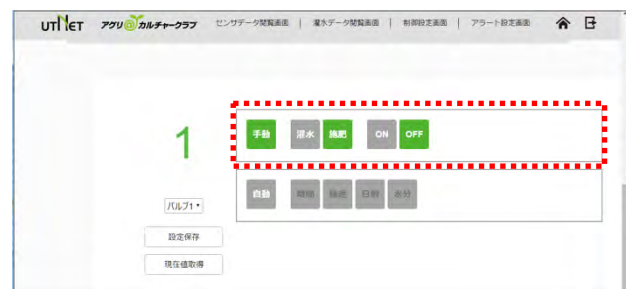 UTNET アグリ@カルチャークラブ センサデータ閲覧画面 | 灌水データ閲覧画面 | 制御設定画面 | アラート設定画面
1
手動 灌水 施肥 ON OFF
バルブ1
自動 日射 水分
設定保存
現在値取得